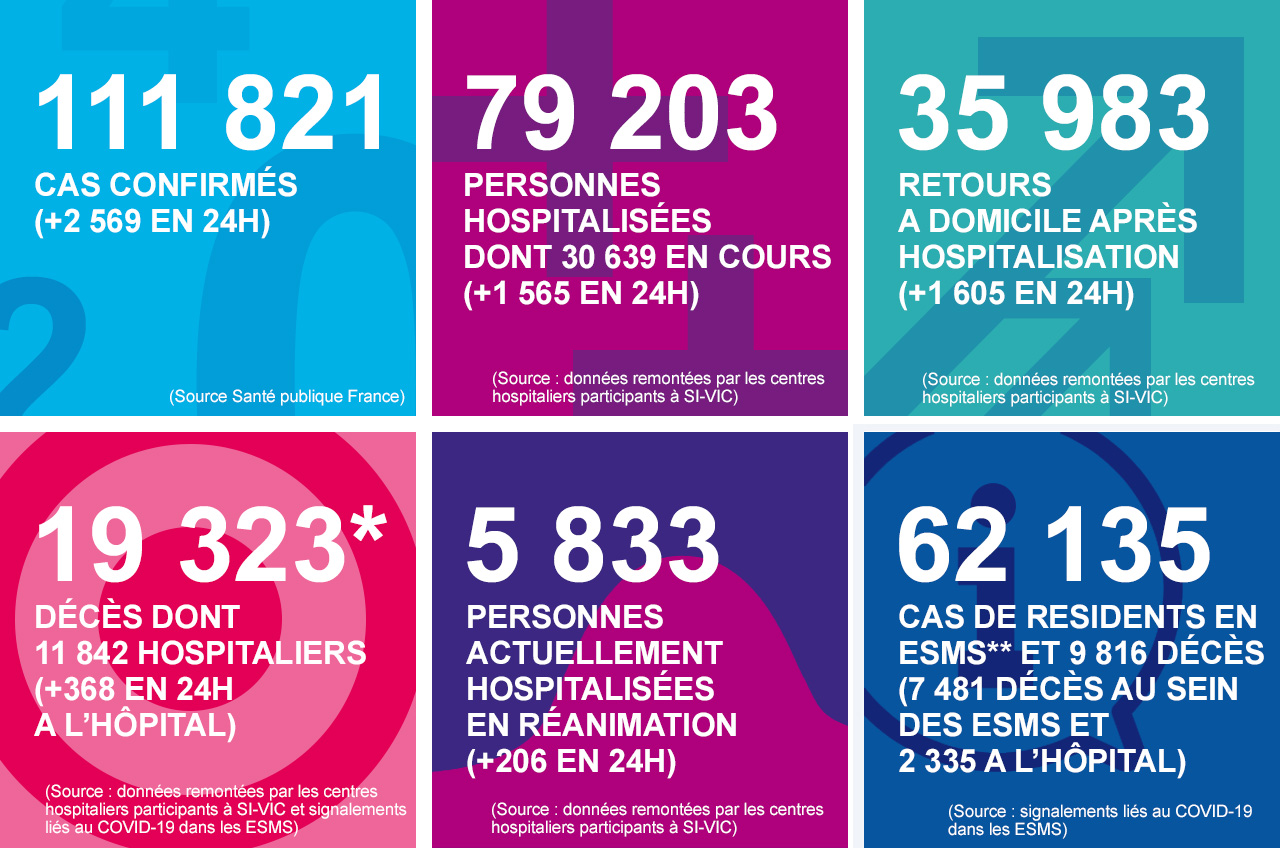 111 821
CAS CONFIRMÉS
(+2 569 EN 24H)
(Source Santé publique France)
79 203
PERSONNES
HOSPITALISÉES
DONT 30 639 EN COURS
(+1 565 EN 24H)
(Source : données remontées par les centres
hospitaliers participants à SI-VIC)
35 983
RETOURS
A DOMICILE APRÈS
HOSPITALISATION
(+1 605 EN 24H)
(Source : données remontées par les centres
hospitaliers participants à SI-VIC)
19 323*
DÉCÈS DONT
11 842 HOSPITALIERS
(+368 EN 24H
A L’HÔPITAL)
(Source : données remontées par les centres
hospitaliers participants à SI-VIC et signalements
liés au COVID-19 dans les ESMS)
5 833
PERSONNES
ACTUELLEMENT
HOSPITALISÉES
EN RÉANIMATION
(+206 EN 24H)
(Source : données remontées par les centres
hospitaliers participants à SI-VIC)
62 135
CAS DE RESIDENTS EN
ESMS** ET 9 816 DÉCÈS
(7 481 DÉCÈS AU SEIN
DES ESMS ET
2 335 A L’HÔPITAL)
(Source : signalements liés au COVID-19
dans les ESMS)